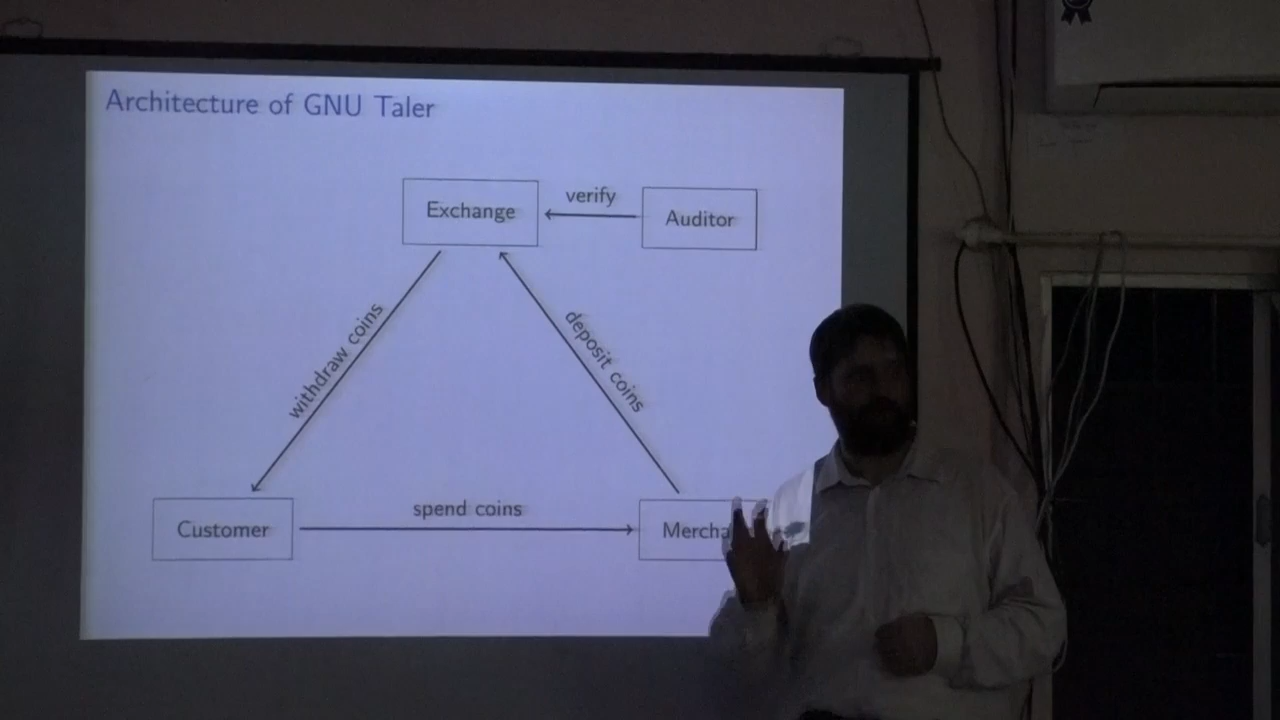 Architecture of GNU Taler
verify
Exchange
Auditor
withdraw coins
deposit coins
spend coins
Customer